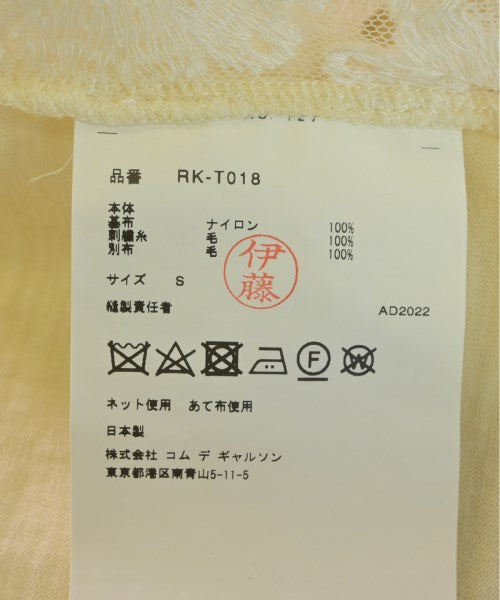 品番 RK-T018
本体
基布 ナイロン 100%
刺繍糸 毛 100%
別布 毛 100%
伊藤
サイズ S
縫製責任者 AD2022
F W
ネット使用 あて布使用
日本製
株式会社 コム デ ギャルソン
東京都港区南青山5-11-5